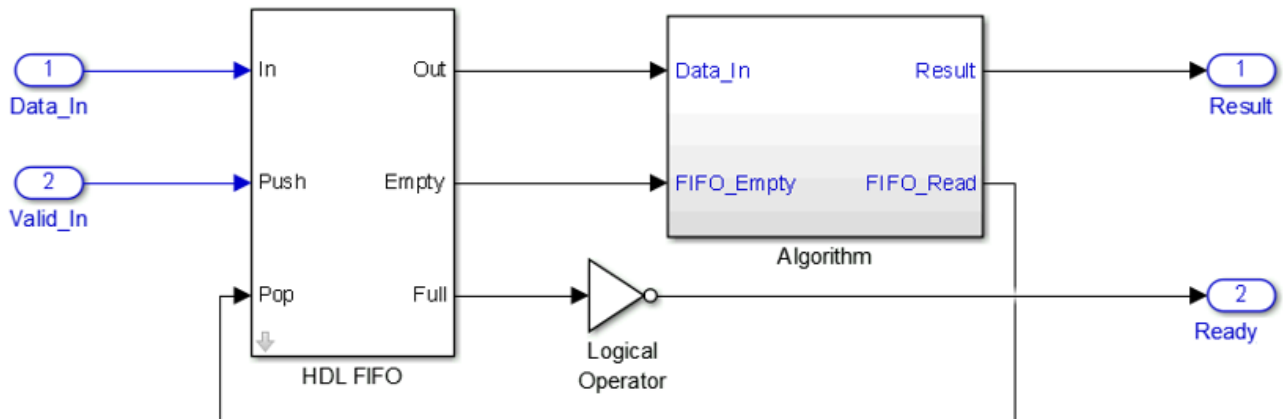 1
Data_In
2
Valid_In
In
Out
Push
Empty
Pop
Full
HDL FIFO
Data_In
Result
FIFO_Empty
FIFO_Read
Algorithm
Logical
Operator
1
Result
2
Ready